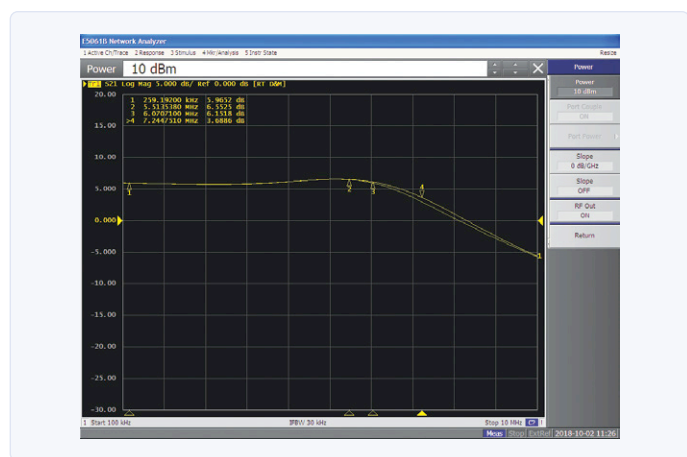 E5061B Network Analyzer
1 Active Ch/Trace 2 Response 3 Stimulus 4 Mkr/Analysis 5 Instr State
Resize
Power 10 dBm
Tr1 S21 Log Mag 5.000 dB/ Ref 0.000 dB [RT D&M]
1 259.19200 kHz 5.9652 dB
2 5.5135380 MHz 6.5525 dB
3 6.0707100 MHz 6.1518 dB
>4 7.2447510 MHz 3.6886 dB
20.00
15.00
10.00
5.000
0.000
-5.000
-10.00
-15.00
-20.00
-25.00
-30.00
1
2
3
4
1
Power
Power
10 dBm
Port Couple
ON
Port Power
Slope
0 dB/GHz
Slope
OFF
RF Out
ON
Return
1 Start 100 kHz
IFBW 30 kHz
Stop 10 MHz
Meas Stop ExtRef 2018-10-02 11:26